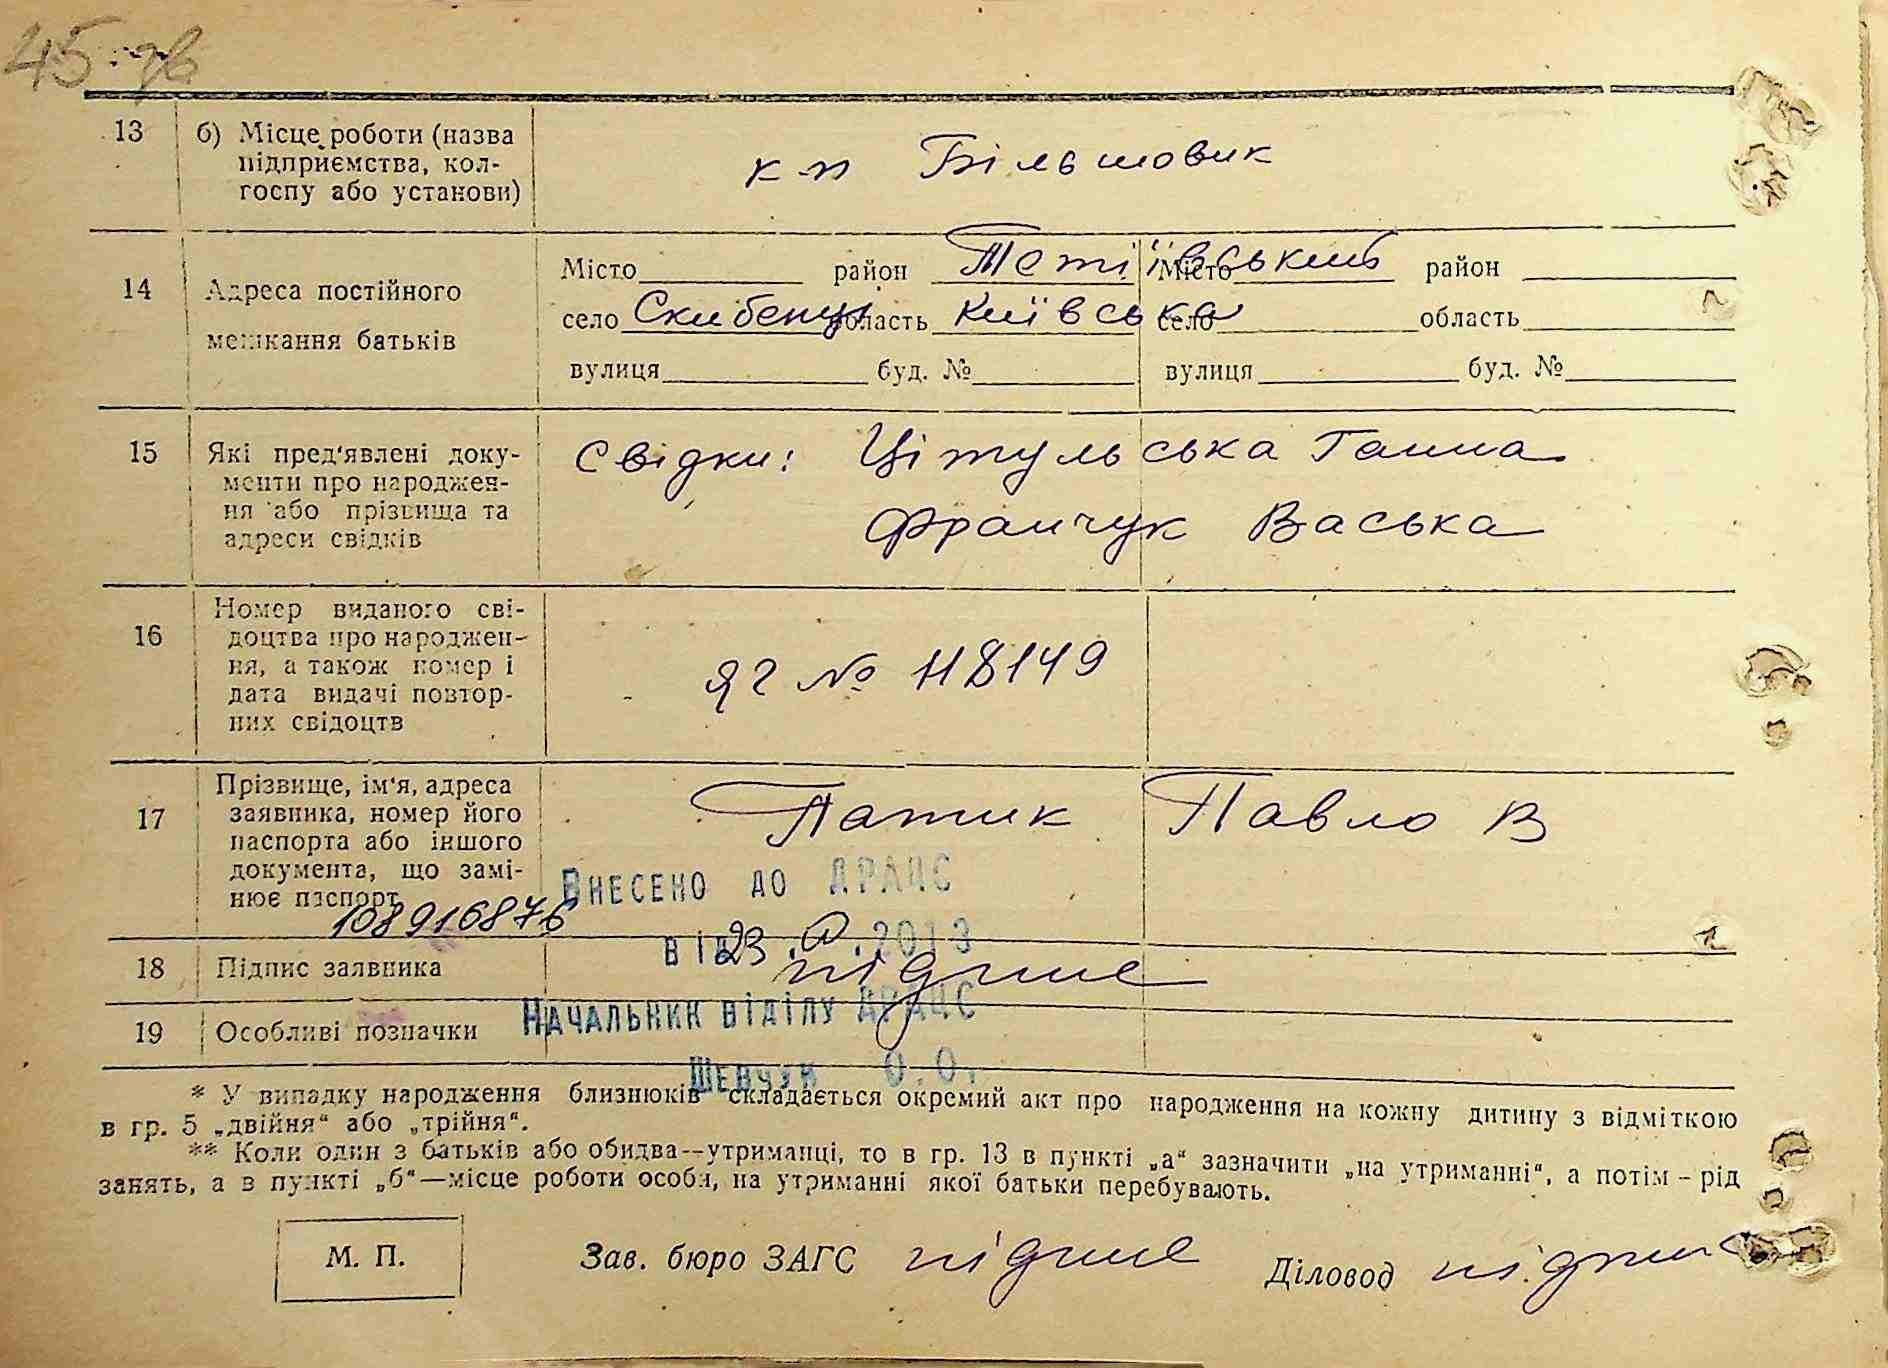 45 зв
13 б) Місце роботи (назва
підприємства, кол-
госпу або установи)
к-п Більшовик
14 Адреса постійного
мешкання батьків
Місто район Тетіївський Місто район
село Скибенці область Київська село область
вулиця буд. № вулиця буд. №
15 Які пред'явлені доку-
менти про народжен-
ня або прізвища та
адреси свідків
Свідки: Цітульська Ганна
Франчук Васька
16 Номер виданого сві-
доцтва про народжен-
ня, а також номер і
дата видачі повтор-
них свідоцтв
ЯГ № 118149
17 Прізвище, ім'я, адреса
заявника, номер його
паспорта або іншого
документа, що замі-
нює паспорт
Патик Павло В
108916876
Внесено до ДРАЦС
від 23. .2013
18 Підпис заявника підпис
Начальник відділу ДРАЦС
19 Особливі позначки
Шевчук О.О.
* У випадку народження близнюків складається окремий акт про народження на кожну дитину з відміткою
в гр. 5 „двійня“ або „трійня“.
** Коли один з батьків або обидва—утриманці, то в гр. 13 в пункті „а“ зазначити „на утриманні“, а потім – рід
занять, а в пункті „б“—місце роботи особи, на утриманні якої батьки перебувають.
М. П. Зав. бюро ЗАГС підпис Діловод підпис